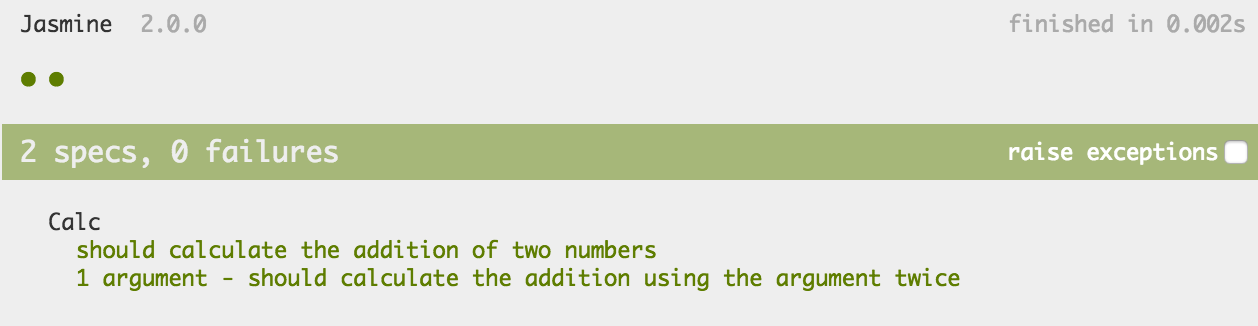 Jasmine 2.0.0 finished in 0.002s
2 specs, 0 failures raise exceptions
Calc
should calculate the addition of two numbers
1 argument - should calculate the addition using the argument twice